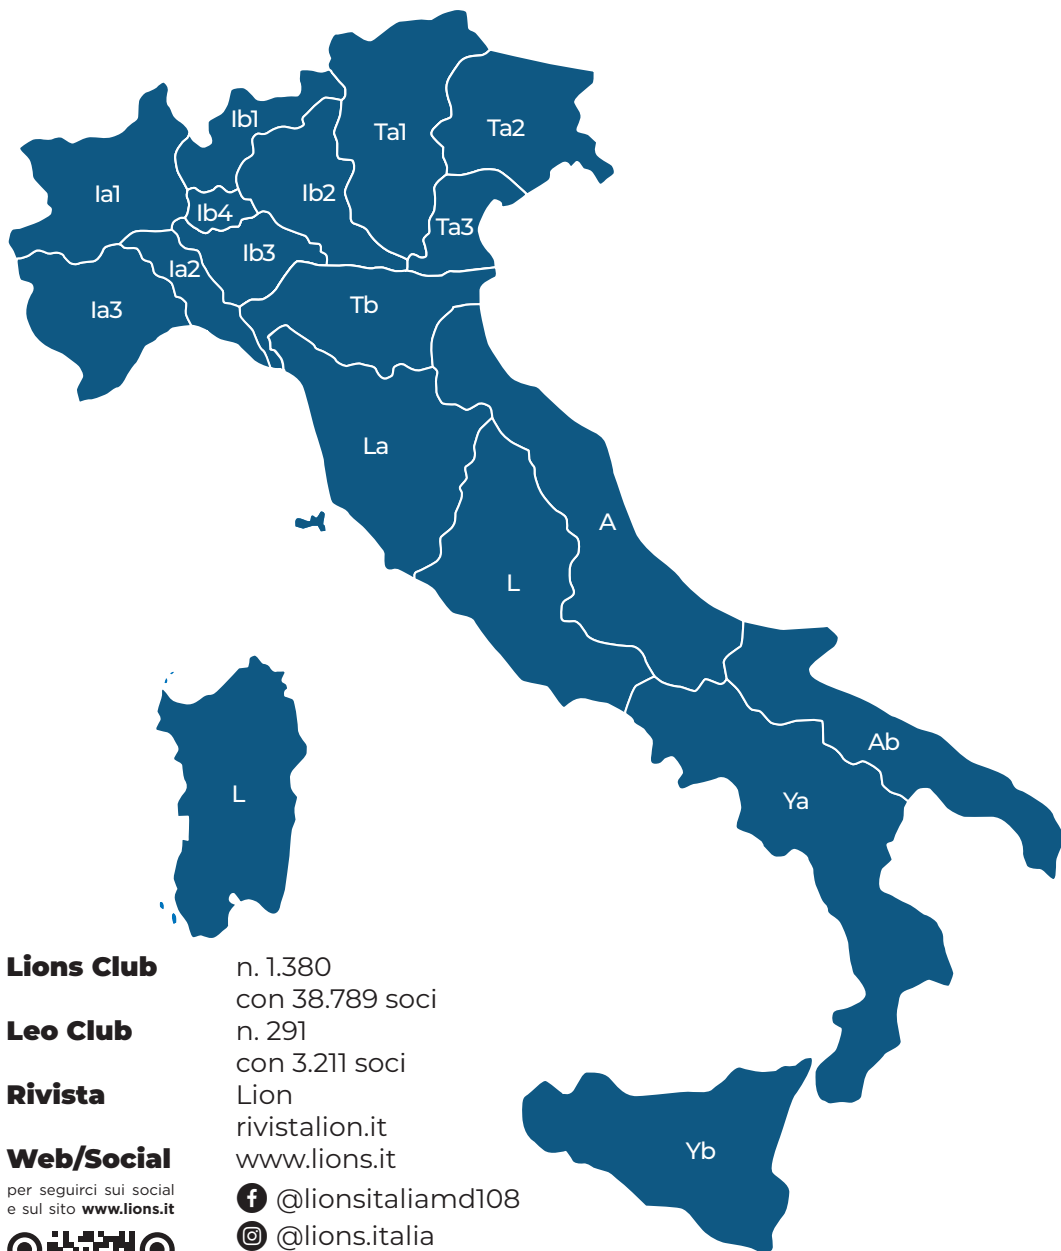 Ib1
Ta1
Ta2
Ia1
Ib2
Ib4
Ta3
Ib3
Ia2
Ia3
Tb
La
A
L
Ab
L
Ya
Yb
Lions Club n. 1.380
con 38.789 soci
Leo Club n. 291
con 3.211 soci
Rivista Lion
rivistalion.it
Web/Social www.lions.it
per seguirci sui social
e sul sito www.lions.it
@lionsitaliamd108
@lions.italia